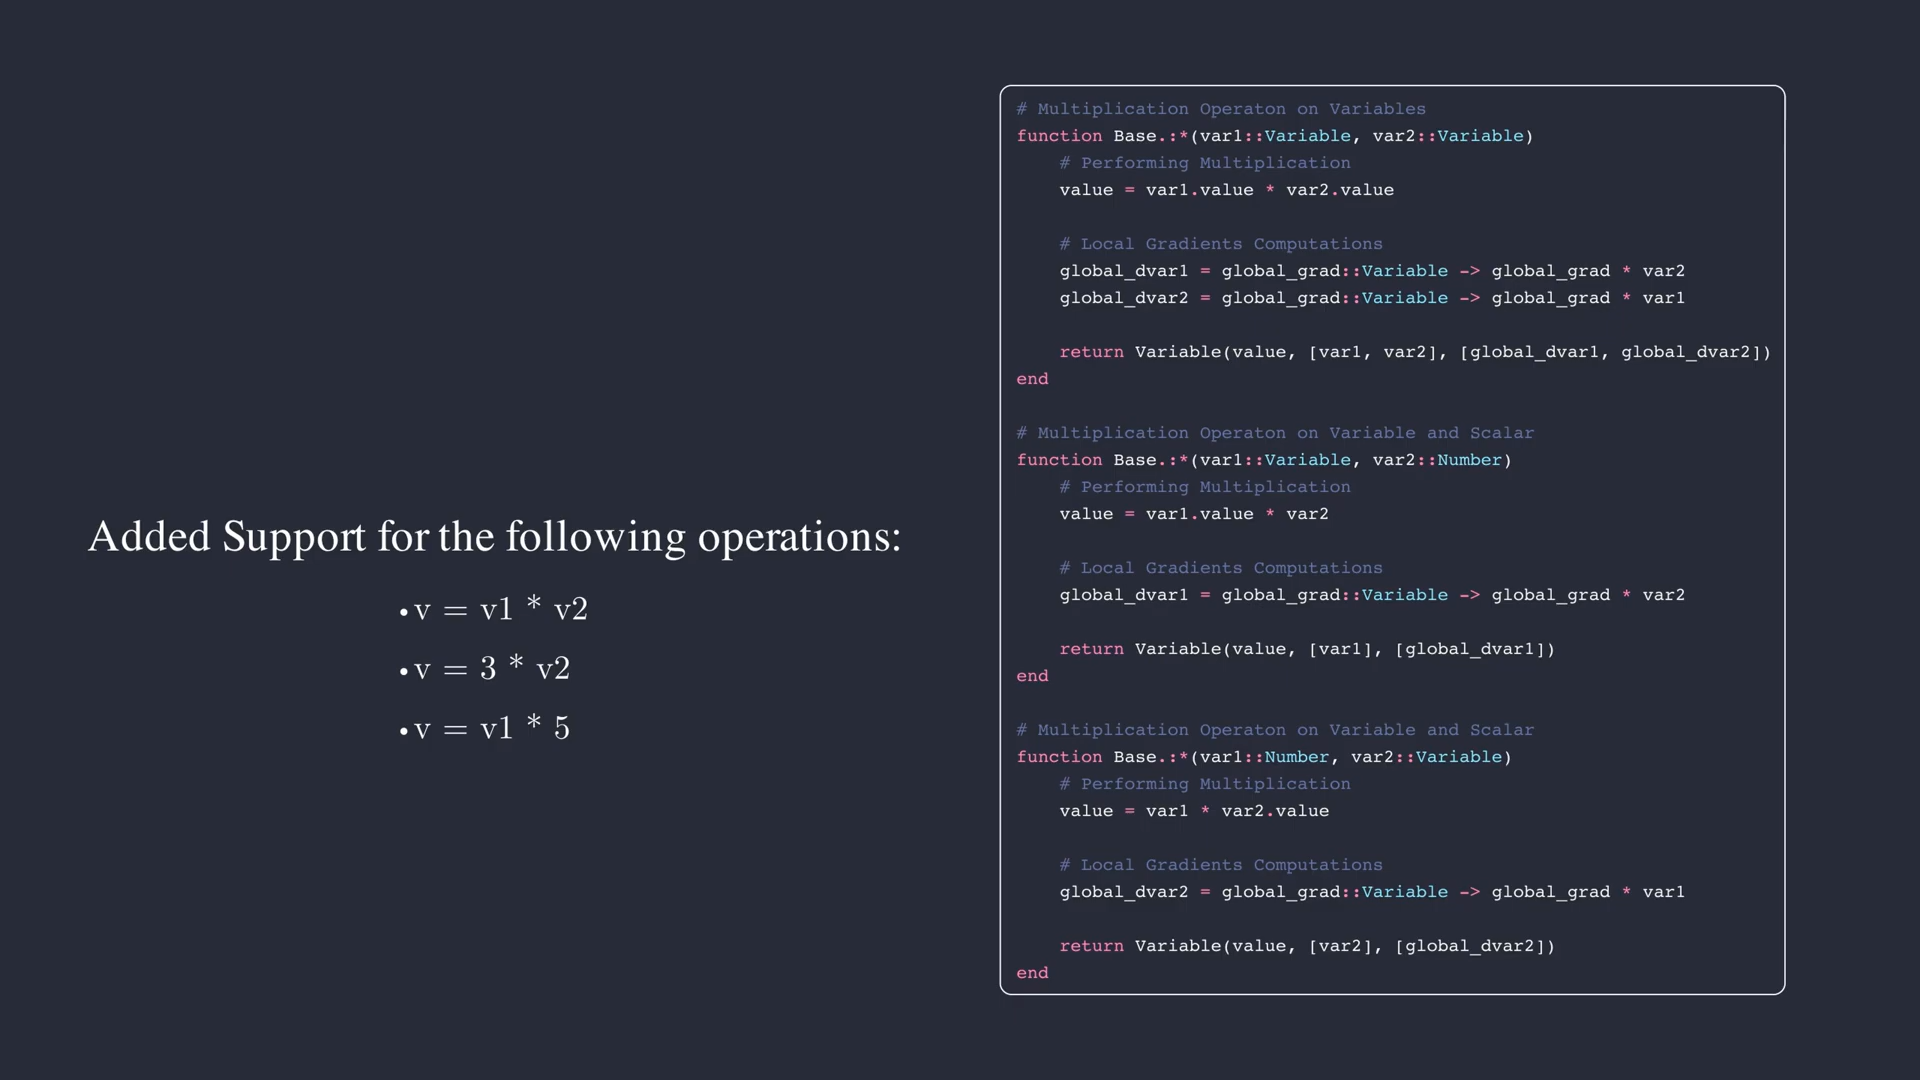 Added Support for the following operations:
• v = v1 * v2
• v = 3 * v2
• v = v1 * 5
# Multiplication Operaton on Variables
function Base.:*(var1::Variable, var2::Variable)
    # Performing Multiplication
    value = var1.value * var2.value

    # Local Gradients Computations
    global_dvar1 = global_grad::Variable -> global_grad * var2
    global_dvar2 = global_grad::Variable -> global_grad * var1

    return Variable(value, [var1, var2], [global_dvar1, global_dvar2])
end

# Multiplication Operaton on Variable and Scalar
function Base.:*(var1::Variable, var2::Number)
    # Performing Multiplication
    value = var1.value * var2

    # Local Gradients Computations
    global_dvar1 = global_grad::Variable -> global_grad * var2

    return Variable(value, [var1], [global_dvar1])
end

# Multiplication Operaton on Variable and Scalar
function Base.:*(var1::Number, var2::Variable)
    # Performing Multiplication
    value = var1 * var2.value

    # Local Gradients Computations
    global_dvar2 = global_grad::Variable -> global_grad * var1

    return Variable(value, [var2], [global_dvar2])
end